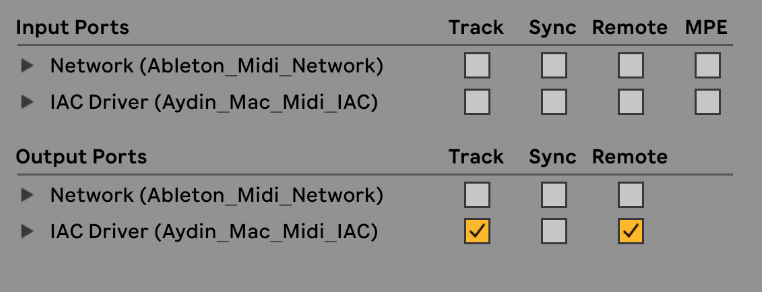 Input Ports Track Sync Remote MPE
Network (Ableton_Midi_Network)
IAC Driver (Aydin_Mac_Midi_IAC)
Output Ports Track Sync Remote
Network (Ableton_Midi_Network)
IAC Driver (Aydin_Mac_Midi_IAC)